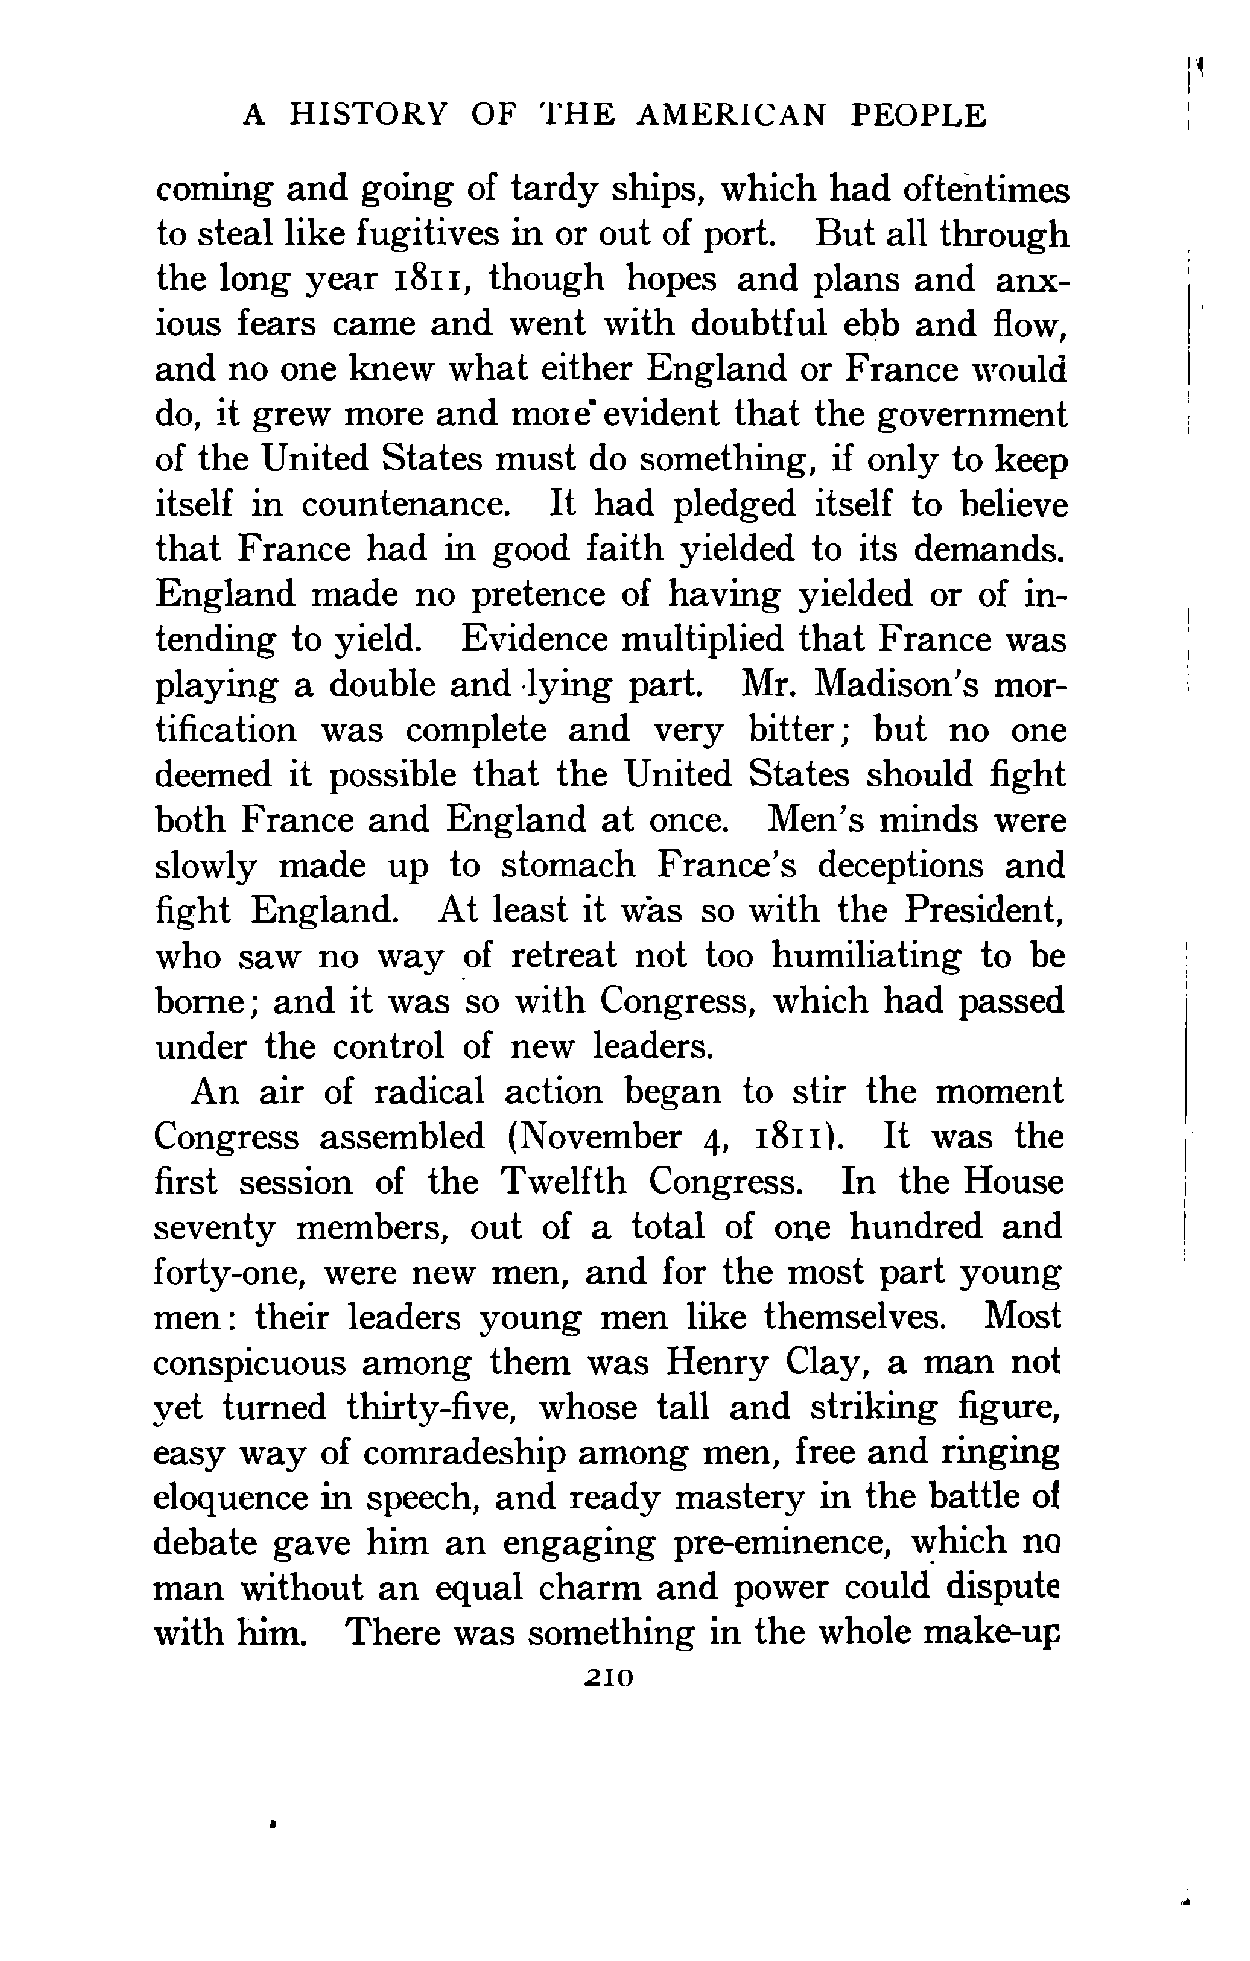 A HISTORY OF THE AMERICAN PEOPLE
coming and going of tardy ships, which had oftentimes
to steal like fugitives in or out of port. But all through
the long year 1811, though hopes and plans and anx-
ious fears came and went with doubtful ebb and flow,
and no one knew what either England or France would
do, it grew more and more evident that the government
of the United States must do something, if only to keep
itself in countenance. It had pledged itself to believe
that France had in good faith yielded to its demands.
England made no pretence of having yielded or of in-
tending to yield. Evidence multiplied that France was
playing a double and lying part. Mr. Madison's mor-
tification was complete and very bitter; but no one
deemed it possible that the United States should fight
both France and England at once. Men's minds were
slowly made up to stomach France's deceptions and
fight England. At least it was so with the President,
who saw no way of retreat not too humiliating to be
borne; and it was so with Congress, which had passed
under the control of new leaders.
An air of radical action began to stir the moment
Congress assembled (November 4, 1811). It was the
first session of the Twelfth Congress. In the House
seventy members, out of a total of one hundred and
forty-one, were new men, and for the most part young
men: their leaders young men like themselves. Most
conspicuous among them was Henry Clay, a man not
yet turned thirty-five, whose tall and striking figure,
easy way of comradeship among men, free and ringing
eloquence in speech, and ready mastery in the battle of
debate gave him an engaging pre-eminence, which no
man without an equal charm and power could dispute
with him. There was something in the whole make-up
210